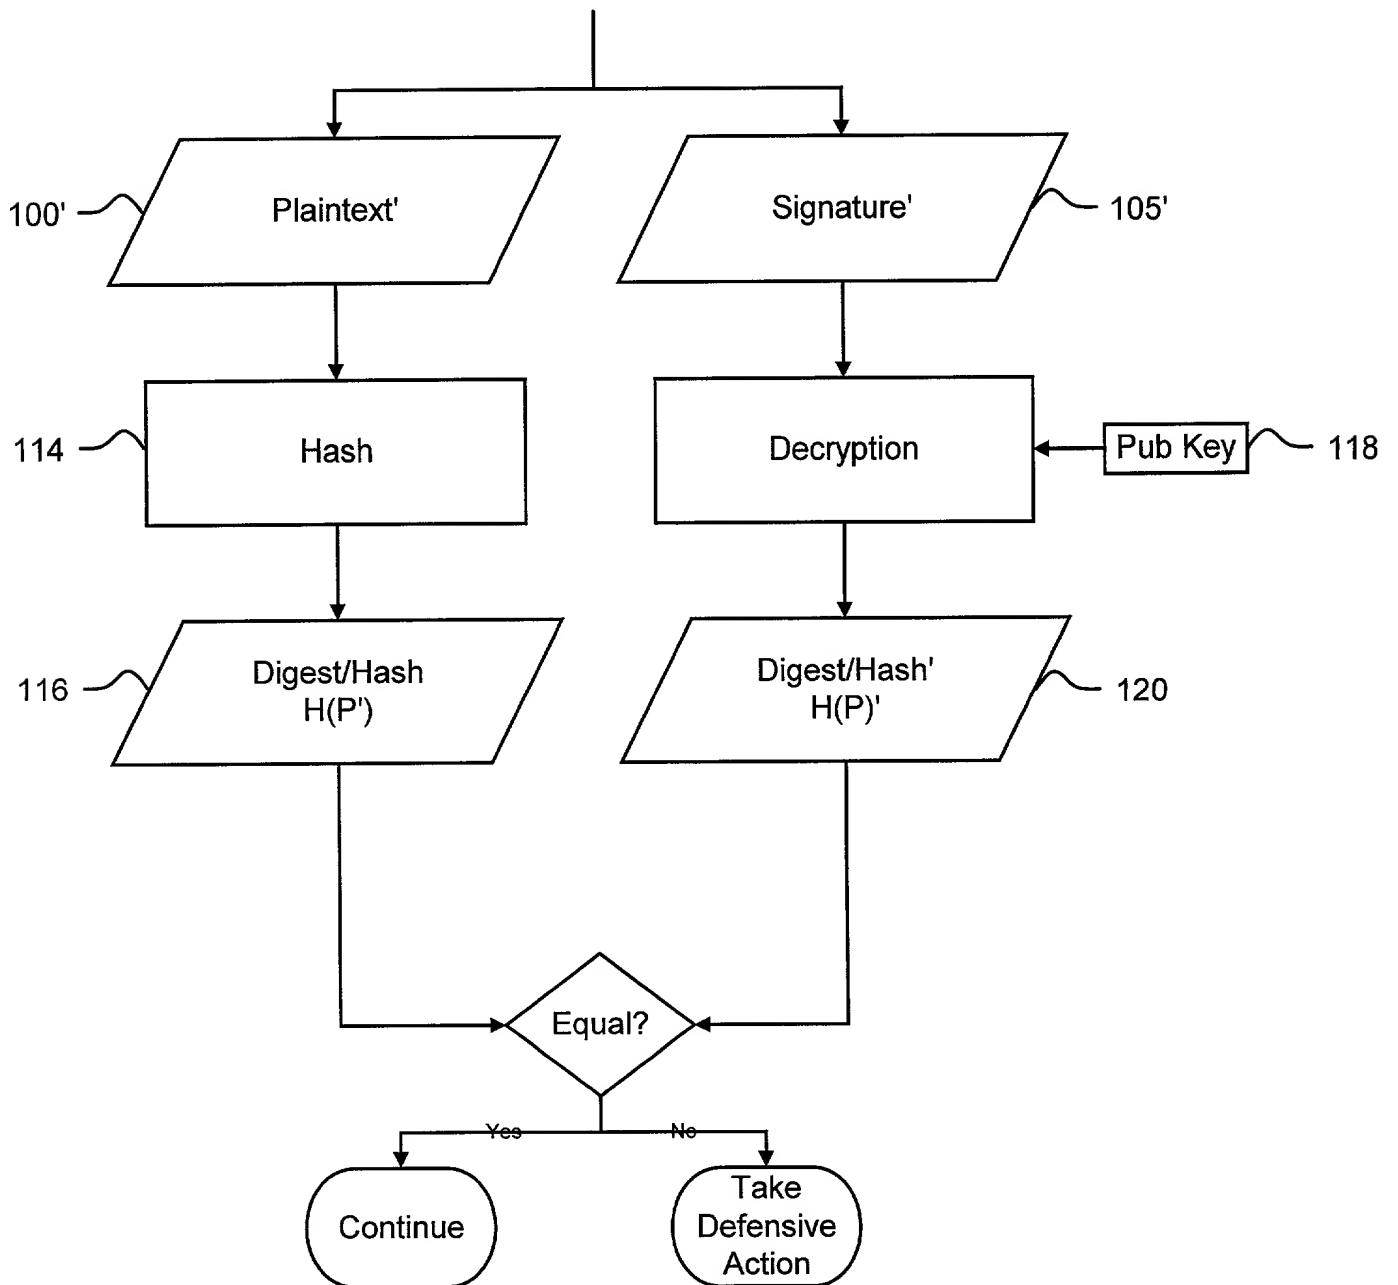 Plaintext'
Signature'
100'
105'
Hash
Decryption
Pub Key
114
118
Digest/Hash
H(P')
Digest/Hash'
H(P)'
116
120
Equal?
Yes
No
Continue
Take
Defensive
Action